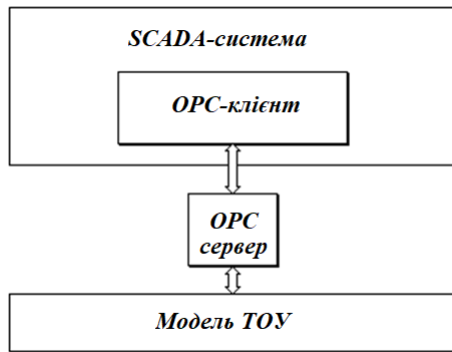 SCADA-система
OPC-клієнт
OPC
сервер
Модель ТОУ